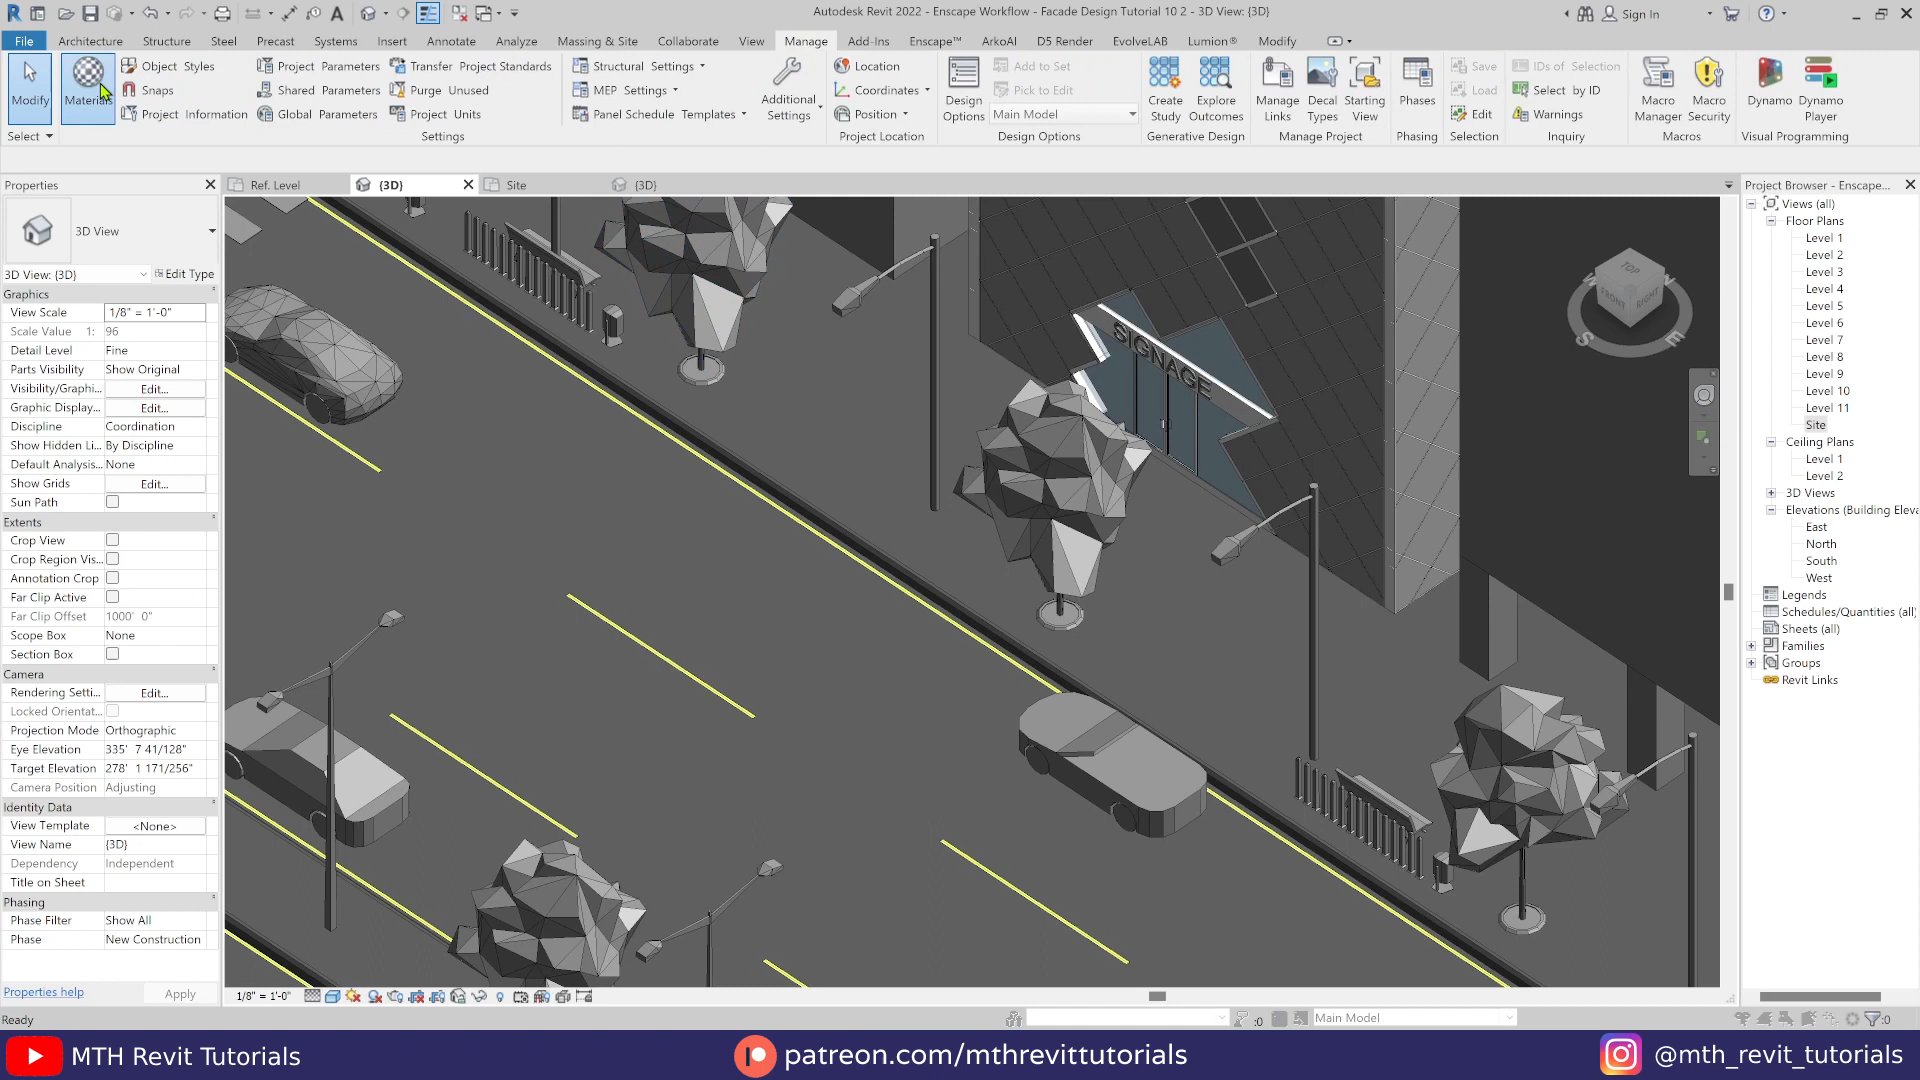 Autodesk Revit 2022 - Enscape Workflow - Facade Design Tutorial 10 2 - 3D View: {3D}
Sign In
File Architecture Structure Steel Precast Systems Insert Annotate Analyze Massing & Site Collaborate View Manage Add-Ins Enscape™ ArkoAI D5 Render EvolveLAB Lumion® Modify
Modify
Materials
Object Styles
Snaps
Project Information
Project Parameters
Shared Parameters
Global Parameters
Transfer Project Standards
Purge Unused
Project Units
Structural Settings
MEP Settings
Panel Schedule Templates
Additional Settings
Location
Coordinates
Position
Design Options
Add to Set
Pick to Edit
Main Model
Create Study
Explore Outcomes
Manage Links
Decal Types
Starting View
Phases
Save
Load
Edit
IDs of Selection
Select by ID
Warnings
Macro Manager
Macro Security
Dynamo
Dynamo Player
Select
Settings
Project Location
Design Options
Generative Design
Manage Project
Phasing
Selection
Inquiry
Macros
Visual Programming
Properties
Ref. Level
{3D}
Site
{3D}
Project Browser - Enscape...
3D View
3D View: {3D}
Edit Type
Graphics
View Scale 1/8" = 1'-0"
Scale Value 1: 96
Detail Level Fine
Parts Visibility Show Original
Visibility/Graphi... Edit...
Graphic Display... Edit...
Discipline Coordination
Show Hidden Li... By Discipline
Default Analysis... None
Show Grids Edit...
Sun Path
Extents
Crop View
Crop Region Vis...
Annotation Crop
Far Clip Active
Far Clip Offset 1000' 0"
Scope Box None
Section Box
Camera
Rendering Setti... Edit...
Locked Orientat...
Projection Mode Orthographic
Eye Elevation 335' 7 41/128"
Target Elevation 278' 1 171/256"
Camera Position Adjusting
Identity Data
View Template <None>
View Name {3D}
Dependency Independent
Title on Sheet
Phasing
Phase Filter Show All
Phase New Construction
Properties help
Apply
SIGNAGE
TOP
FRONT
RIGHT
W
N
S
E
Views (all)
Floor Plans
Level 1
Level 2
Level 3
Level 4
Level 5
Level 6
Level 7
Level 8
Level 9
Level 10
Level 11
Site
Ceiling Plans
Level 1
Level 2
3D Views
Elevations (Building Eleva
East
North
South
West
Legends
Schedules/Quantities (all)
Sheets (all)
Families
Groups
Revit Links
1/8" = 1'-0"
Ready
:0
Main Model
:0
MTH Revit Tutorials
patreon.com/mthrevittutorials
@mth_revit_tutorials